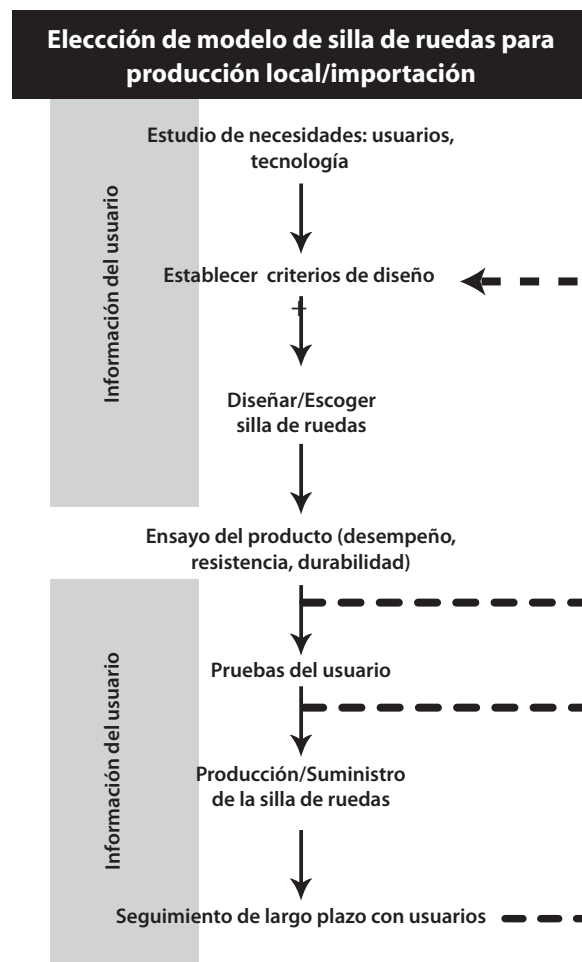 Eleccción de modelo de silla de ruedas para
producción local/importación
Estudio de necesidades: usuarios,
tecnología
Información del usuario
Establecer criterios de diseño
+
Diseñar/Escoger
silla de ruedas
Ensayo del producto (desempeño,
resistencia, durabilidad)
Información del usuario
Pruebas del usuario
Producción/Suministro
de la silla de ruedas
Seguimiento de largo plazo con usuarios